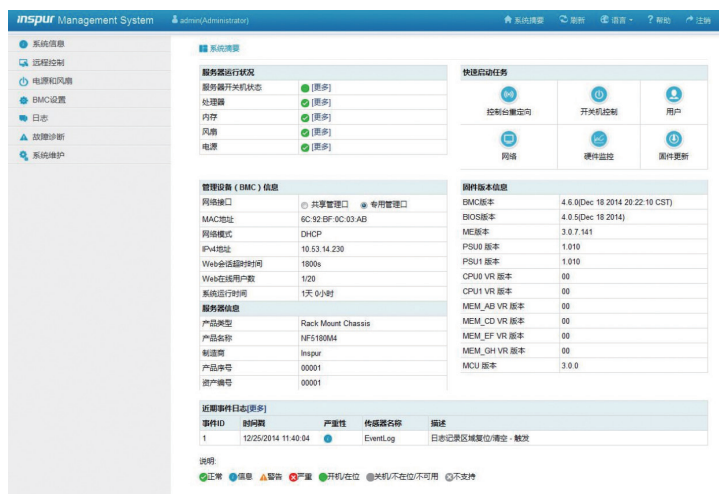 inspur Management System admin(Administrator) 系统摘要 刷新 语言 ? 帮助 注销
系统信息
远程控制
电源和风扇
BMC设置
日志
故障诊断
系统维护
系统摘要
服务器运行状况
服务器开关机状态 [更多]
处理器 [更多]
内存 [更多]
风扇 [更多]
电源 [更多]
快速启动任务
控制台重定向 开关机控制 用户
网络 硬件监控 固件更新
管理设备 ( BMC ) 信息
网络接口 共享管理口 专用管理口
MAC地址 6C:92:BF:0C:03:AB
网络模式 DHCP
IPv4地址 10.53.14.230
Web会话超时时间 1800s
Web在线用户数 1/20
系统运行时间 1天 0小时
服务器信息
产品类型 Rack Mount Chassis
产品名称 NF5180M4
制造商 Inspur
产品序号 00001
资产编号 00001
固件版本信息
BMC版本 4.6.0(Dec 18 2014 20:22:10 CST)
BIOS版本 4.0.5(Dec 18 2014)
ME版本 3.0.7.141
PSU0 版本 1.010
PSU1 版本 1.010
CPU0 VR 版本 00
CPU1 VR 版本 00
MEM_AB VR 版本 00
MEM_CD VR 版本 00
MEM_EF VR 版本 00
MEM_GH VR 版本 00
MCU 版本 3.0.0
近期事件日志[更多]
事件ID 时间戳 严重性 传感器名称 描述
1 12/25/2014 11:40:04 EventLog 日志记录区域复位/清空 - 触发
说明:
正常 信息 警告 严重 开机/在位 关机/不在位/不可用 不支持